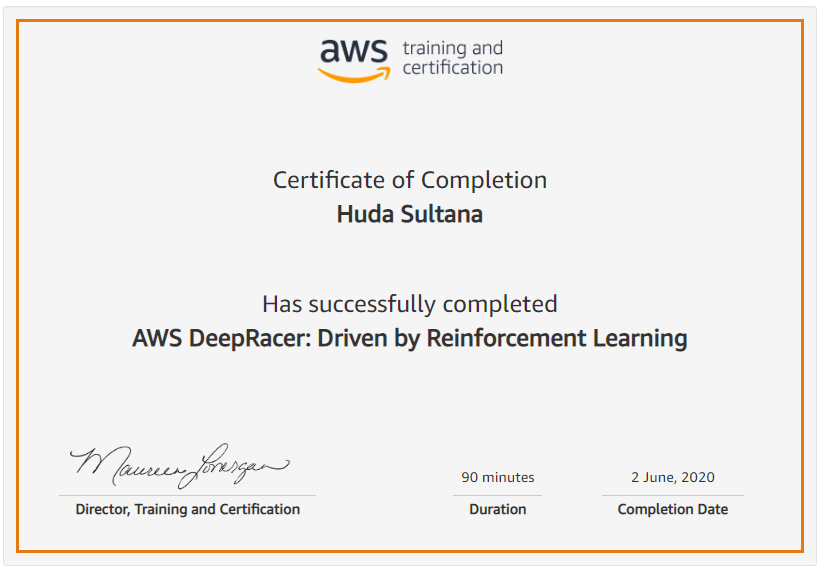 aws training and
certification
Certificate of Completion
Huda Sultana
Has successfully completed
AWS DeepRacer: Driven by Reinforcement Learning
Maureen Lonergan
90 minutes
2 June, 2020
Director, Training and Certification
Duration
Completion Date